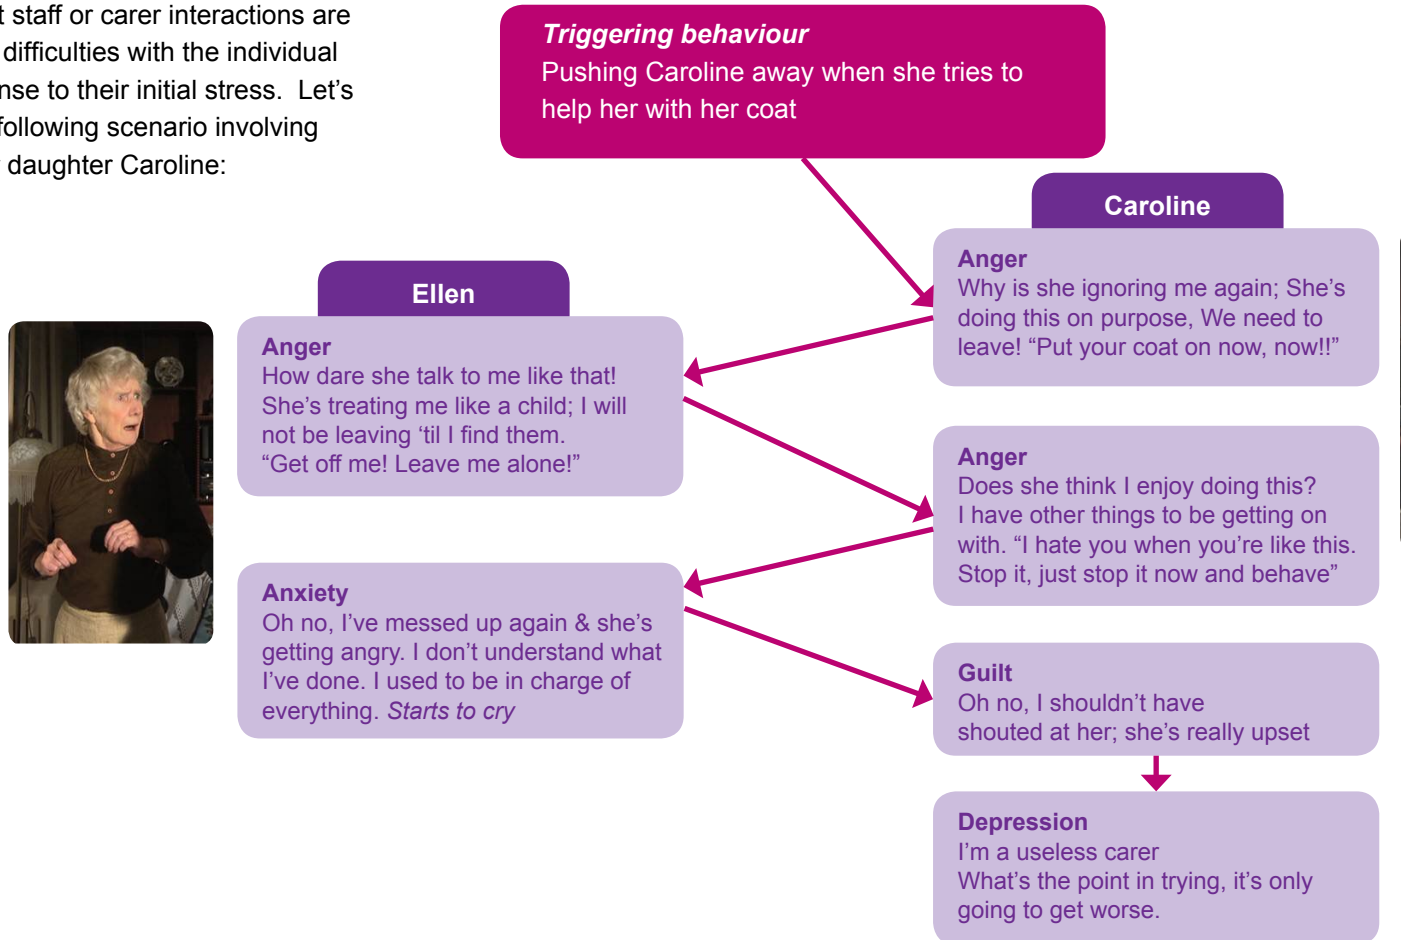 t staff or carer interactions are
difficulties with the individual
nse to their initial stress.  Let's
following scenario involving
daughter Caroline:
Triggering behaviour
Pushing Caroline away when she tries to
help her with her coat
Caroline
Anger
Why is she ignoring me again; She's
doing this on purpose, We need to
leave! “Put your coat on now, now!!”
Ellen
Anger
How dare she talk to me like that!
She's treating me like a child; I will
not be leaving ‘til I find them.
“Get off me! Leave me alone!”
Anger
Does she think I enjoy doing this?
I have other things to be getting on
with. “I hate you when you're like this.
Stop it, just stop it now and behave”
Anxiety
Oh no, I've messed up again & she's
getting angry. I don't understand what
I've done. I used to be in charge of
everything. Starts to cry
Guilt
Oh no, I shouldn't have
shouted at her; she's really upset
Depression
I'm a useless carer
What's the point in trying, it's only
going to get worse.